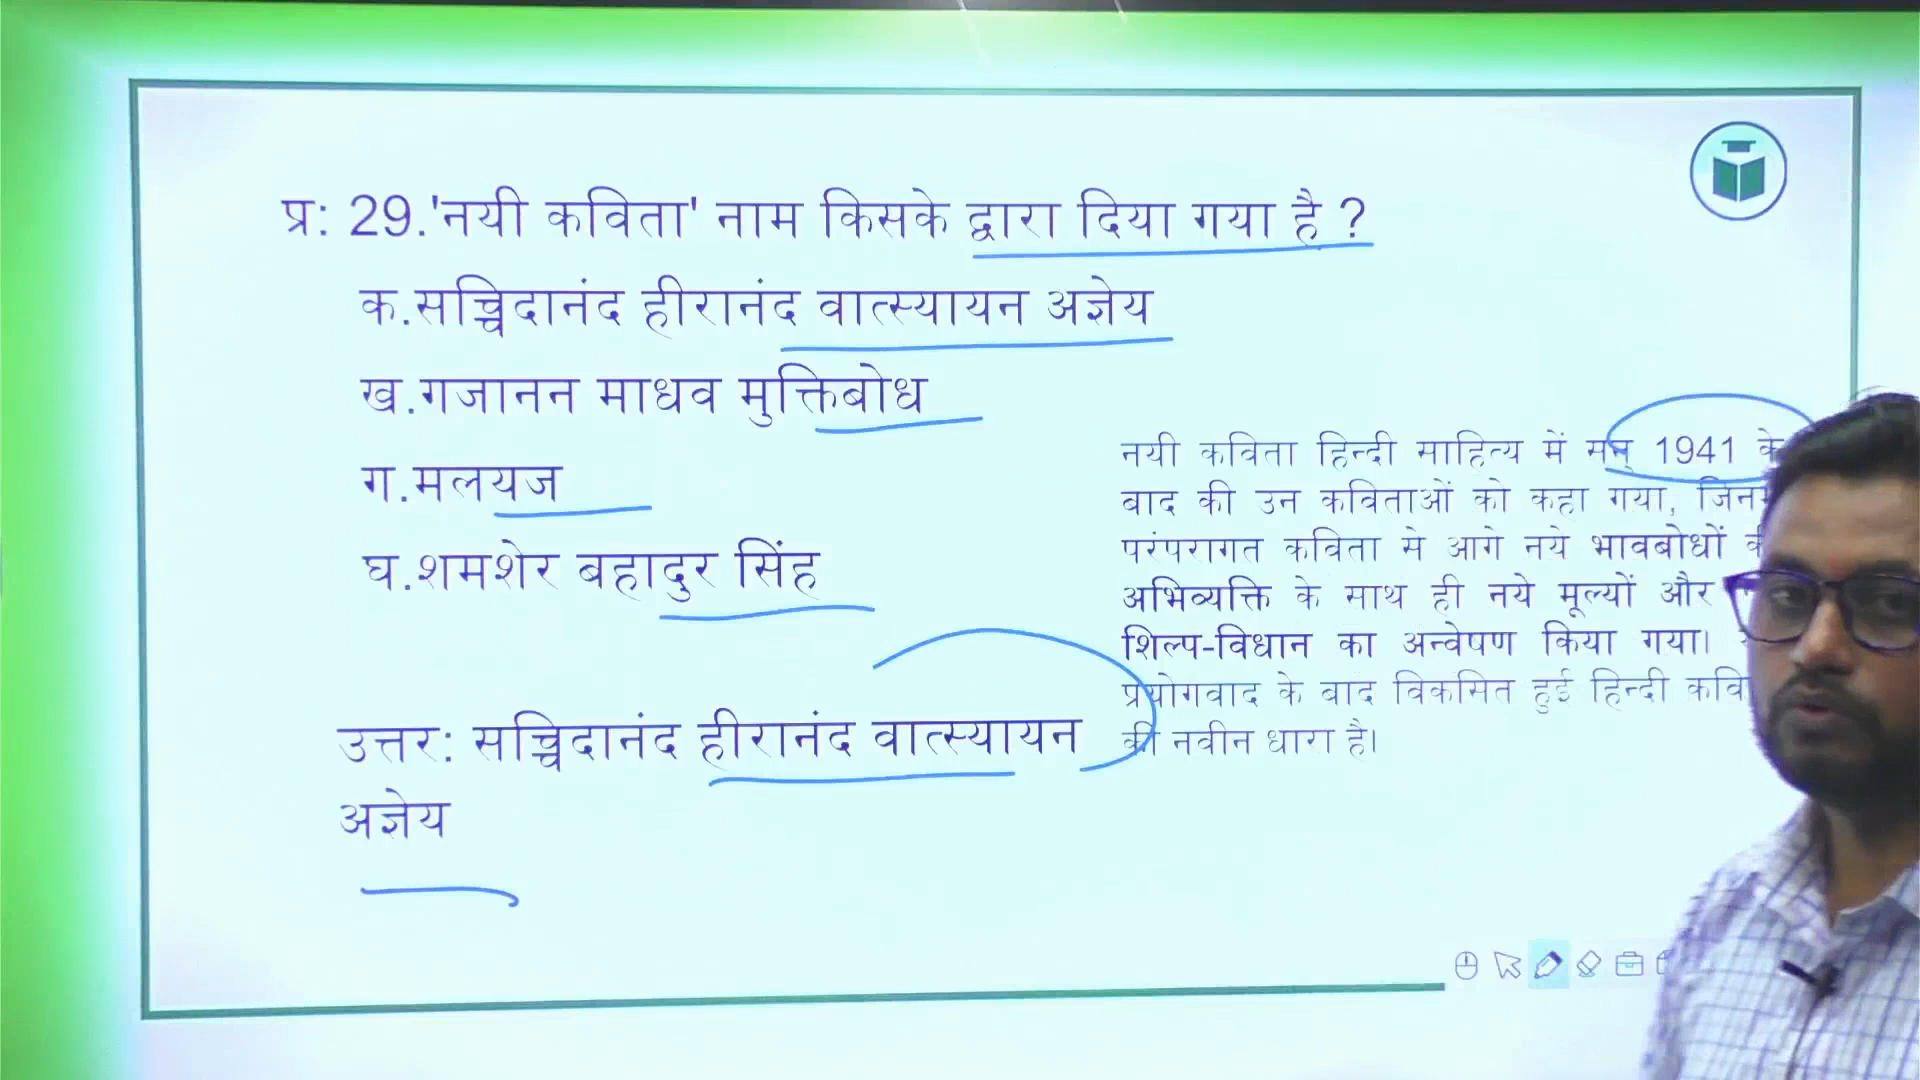 प्र: 29.'नयी कविता' नाम किसके द्वारा दिया गया है ?
क.सच्चिदानंद हीरानंद वात्स्यायन अज्ञेय
ख.गजानन माधव मुक्तिबोध
ग.मलयज
घ.शमशेर बहादुर सिंह
उत्तर: सच्चिदानंद हीरानंद वात्स्यायन
अज्ञेय
नयी कविता हिन्दी साहित्य में सन् 1941 के
बाद की उन कविताओं को कहा गया,
परंपरागत कविता से आगे नये भावबोधों
अभिव्यक्ति के साथ ही नये मूल्यों और
शिल्प-विधान का अन्वेषण किया गया।
प्रयोगवाद के बाद विकसित हुई हिन्दी
की नवीन धारा है।